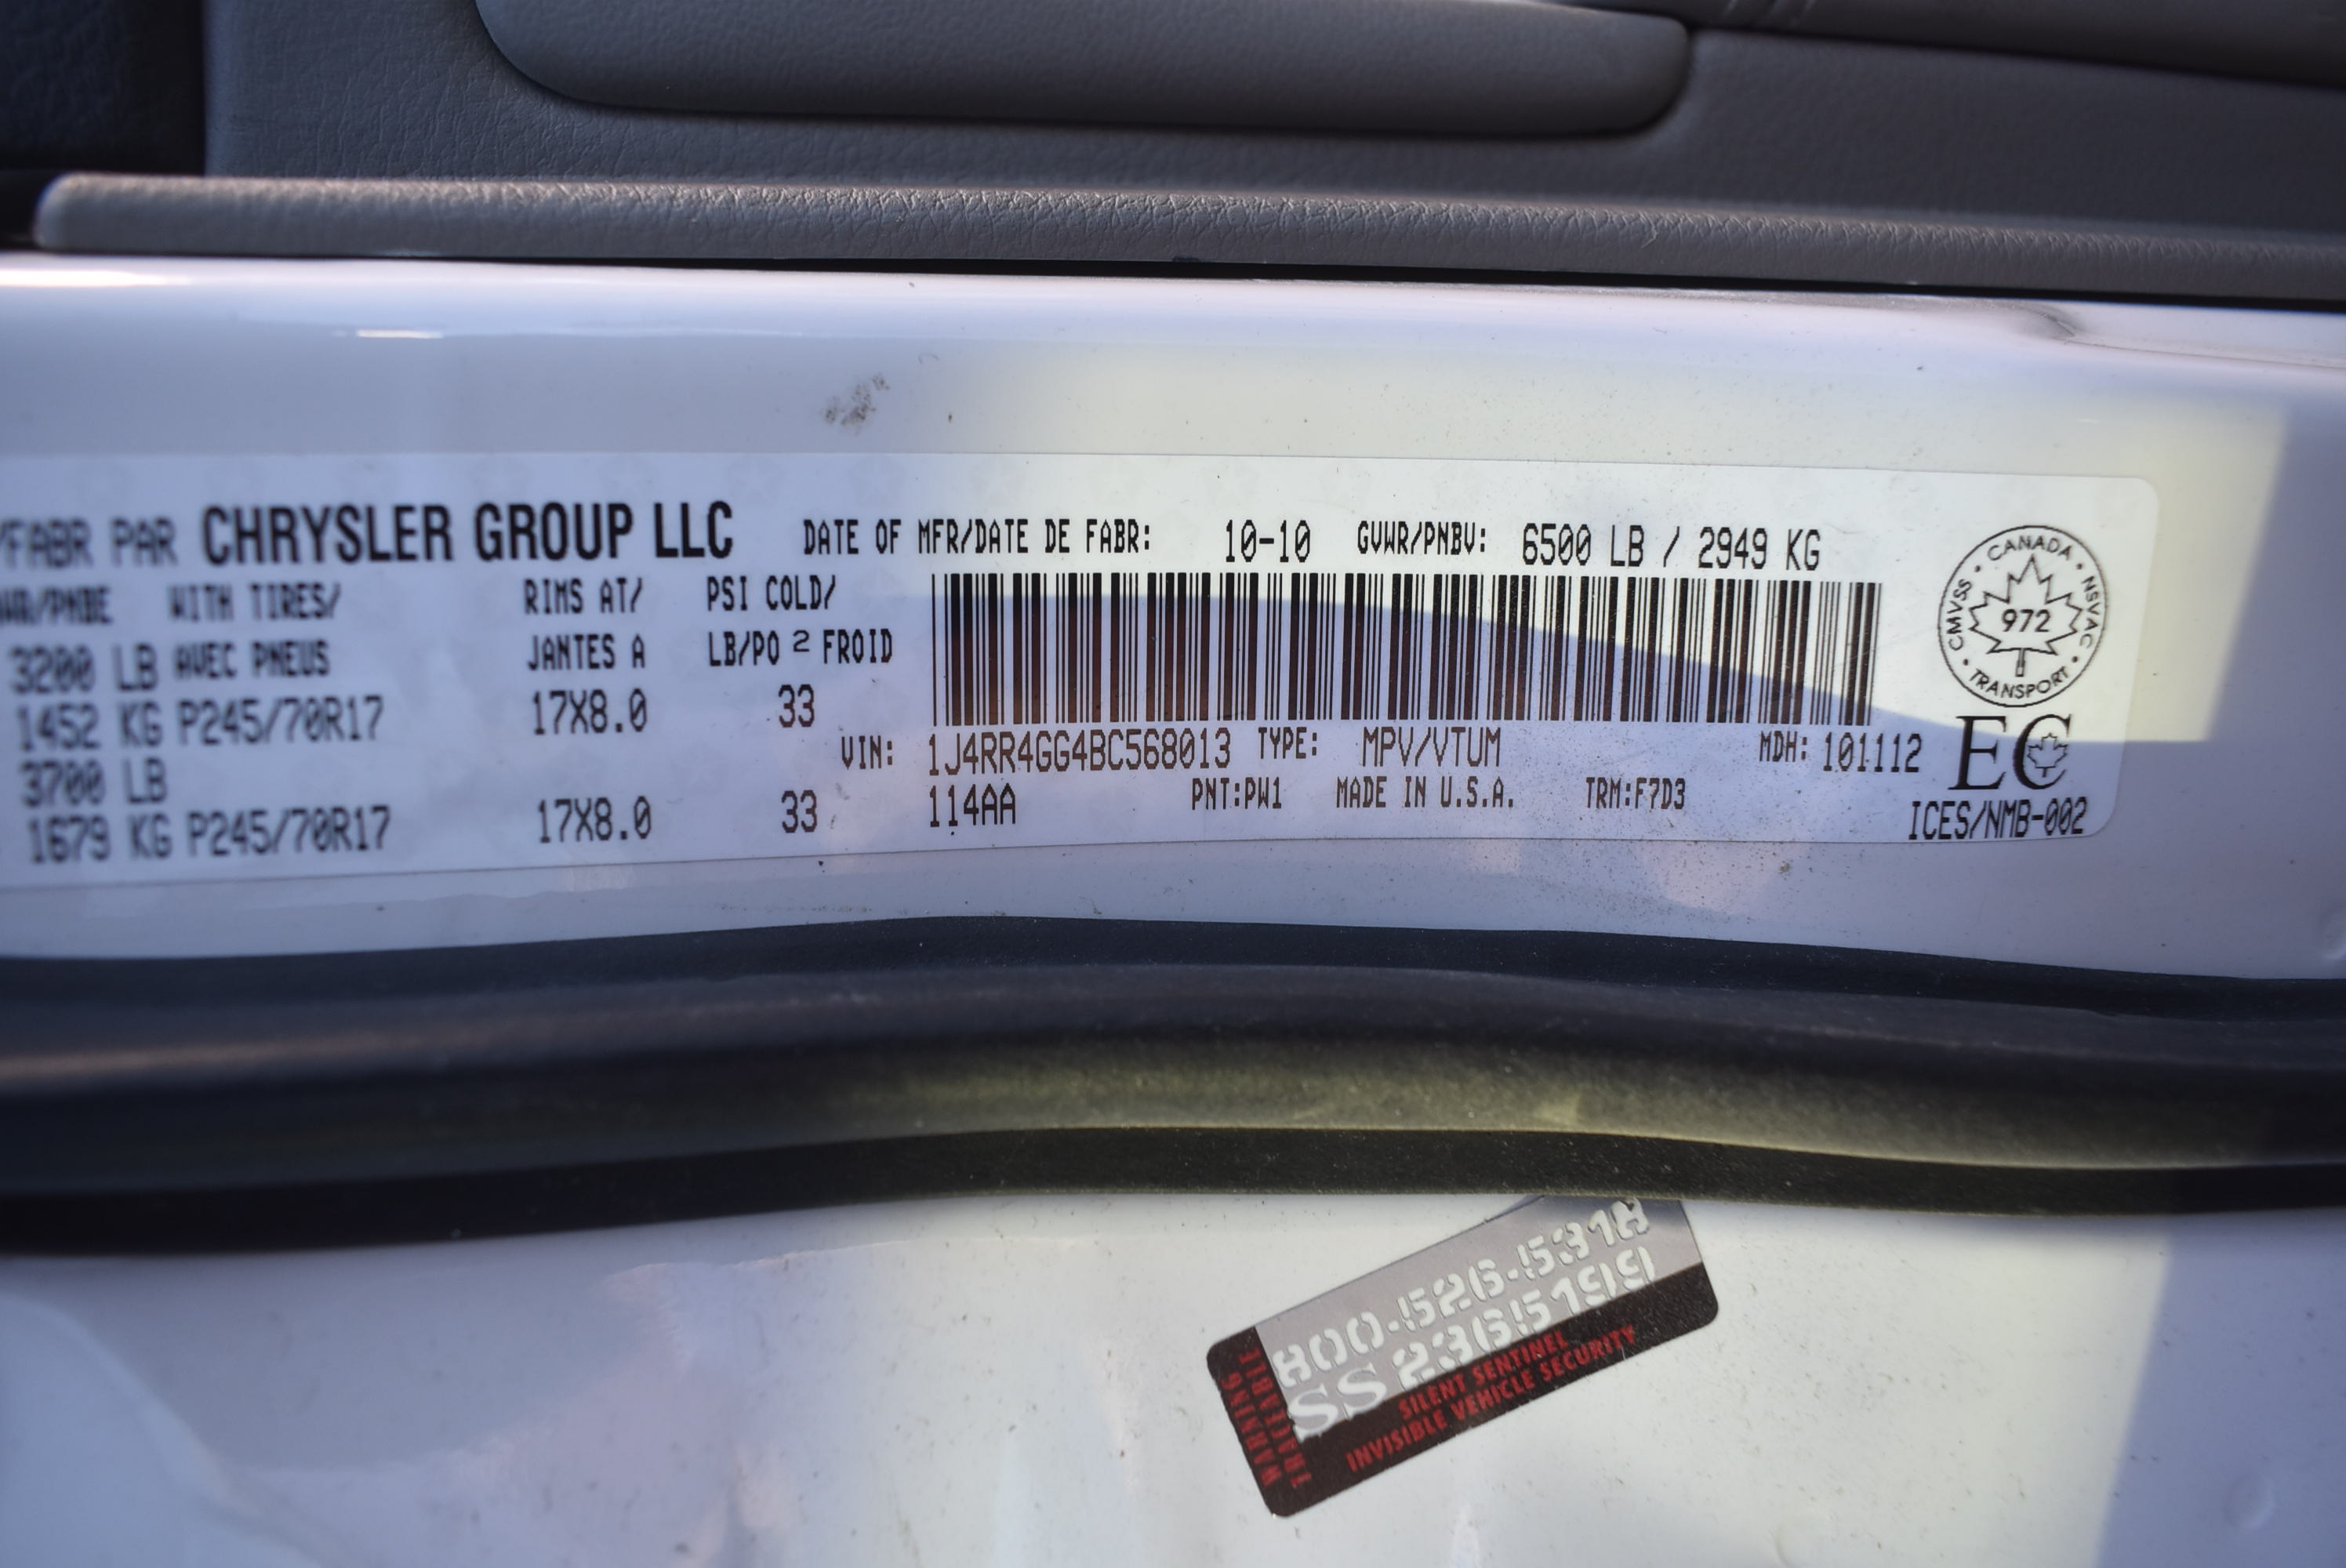 /FABR PAR CHRYSLER GROUP LLC DATE OF MFR/DATE DE FABR: 10-10 GVWR/PNBV: 6500 LB / 2949 KG
WR/PNBE WITH TIRES/ RIMS AT/ PSI COLD/
3200 LB AVEC PNEUS JANTES A LB/PO 2 FROID
1452 KG P245/70R17 17X8.0 33
3700 LB
1679 KG P245/70R17 17X8.0 33
VIN: 1J4RR4GG4BC568013 TYPE: MPV/VTUM MDH: 101112
114AA PNT:PW1 MADE IN U.S.A. TRM:F7D3
CANADA
CMVSS • NSVAC
972
TRANSPORT
EC
ICES/NMB-002
800-526-5318
SS 2365199
SILENT SENTINEL
INVISIBLE VEHICLE SECURITY
WARNING
TRACEABLE